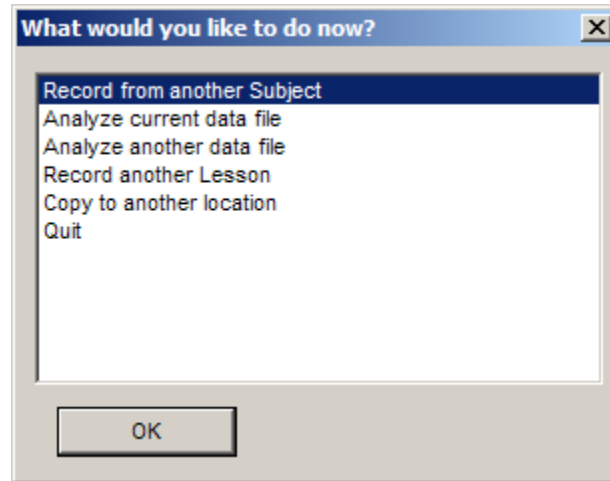 What would you like to do now?
Record from another Subject
Analyze current data file
Analyze another data file
Record another Lesson
Copy to another location
Quit
OK